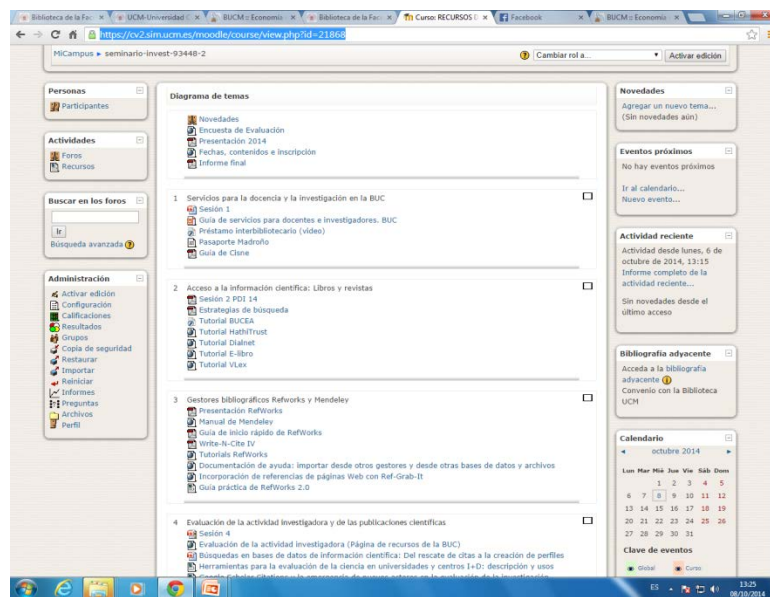 Biblioteca de la Fac
UCM-Universidad C
BUCM :: Economía
Biblioteca de la Fac
Curso: RECURSOS D
Facebook
BUCM :: Economía
https://cv2.sim.ucm.es/moodle/course/view.php?id=21868
MiCampus ► seminario-invest-93448-2
Cambiar rol a...
Activar edición
Personas
Participantes
Actividades
Foros
Recursos
Buscar en los foros
Ir
Búsqueda avanzada
Administración
Activar edición
Configuración
Calificaciones
Resultados
Grupos
Copia de seguridad
Restaurar
Importar
Reiniciar
Informes
Preguntas
Archivos
Perfil
Diagrama de temas
Novedades
Encuesta de Evaluación
Presentación 2014
Fechas, contenidos e inscripción
Informe final
1 Servicios para la docencia y la investigación en la BUC
Sesión 1
Guía de servicios para docentes e investigadores. BUC
Préstamo interbibliotecario (video)
Pasaporte Madroño
Guía de Cisne
2 Acceso a la información científica: Libros y revistas
Sesión 2 PDI 14
Estrategias de búsqueda
Tutorial BUCEA
Tutorial HathiTrust
Tutorial Dialnet
Tutorial E-libro
Tutorial VLex
3 Gestores bibliográficos Refworks y Mendeley
Presentación RefWorks
Manual de Mendeley
Guía de inicio rápido de RefWorks
Write-N-Cite IV
Tutorials RefWorks
Documentación de ayuda: importar desde otros gestores y desde otras bases de datos y archivos
Incorporación de referencias de páginas Web con Ref-Grab-It
Guía práctica de RefWorks 2.0
4 Evaluación de la actividad investigadora y de las publicaciones científicas
Sesión 4
Evaluación de la actividad investigadora (Página de recursos de la BUC)
Búsquedas en bases de datos de información científica: Del rescate de citas a la creación de perfiles
Herramientas para la evaluación de la ciencia en universidades y centros I+D: descripción y usos
Novedades
Agregar un nuevo tema...
(Sin novedades aún)
Eventos próximos
No hay eventos próximos
Ir al calendario...
Nuevo evento...
Actividad reciente
Actividad desde lunes, 6 de
octubre de 2014, 13:15
Informe completo de la
actividad reciente...
Sin novedades desde el
último acceso
Bibliografía adyacente
Acceda a la bibliografía
adyacente
Convenio con la Biblioteca
UCM
Calendario
◄ octubre 2014 ►
Lun Mar Mié Jue Vie Sáb Dom
1 2 3 4 5
6 7 8 9 10 11 12
13 14 15 16 17 18 19
20 21 22 23 24 25 26
27 28 29 30 31
Clave de eventos
Global Curso
ES
13:25
08/10/2014